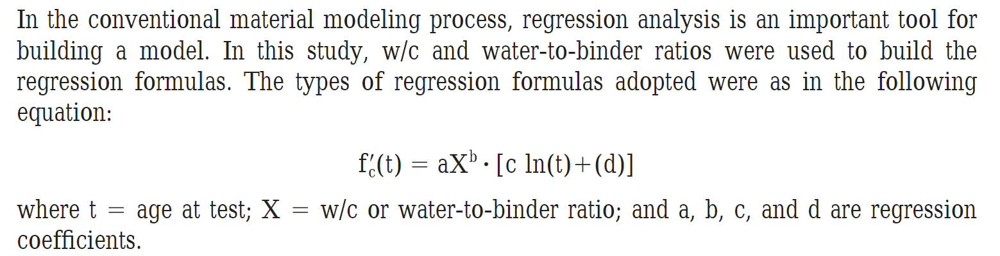 In the conventional material modeling process, regression analysis is an important tool for
building a model. In this study, w/c and water-to-binder ratios were used to build the
regression formulas. The types of regression formulas adopted were as in the following
equation:
f′c(t) = aX^b · [c ln(t)+(d)]
where t = age at test; X = w/c or water-to-binder ratio; and a, b, c, and d are regression
coefficients.